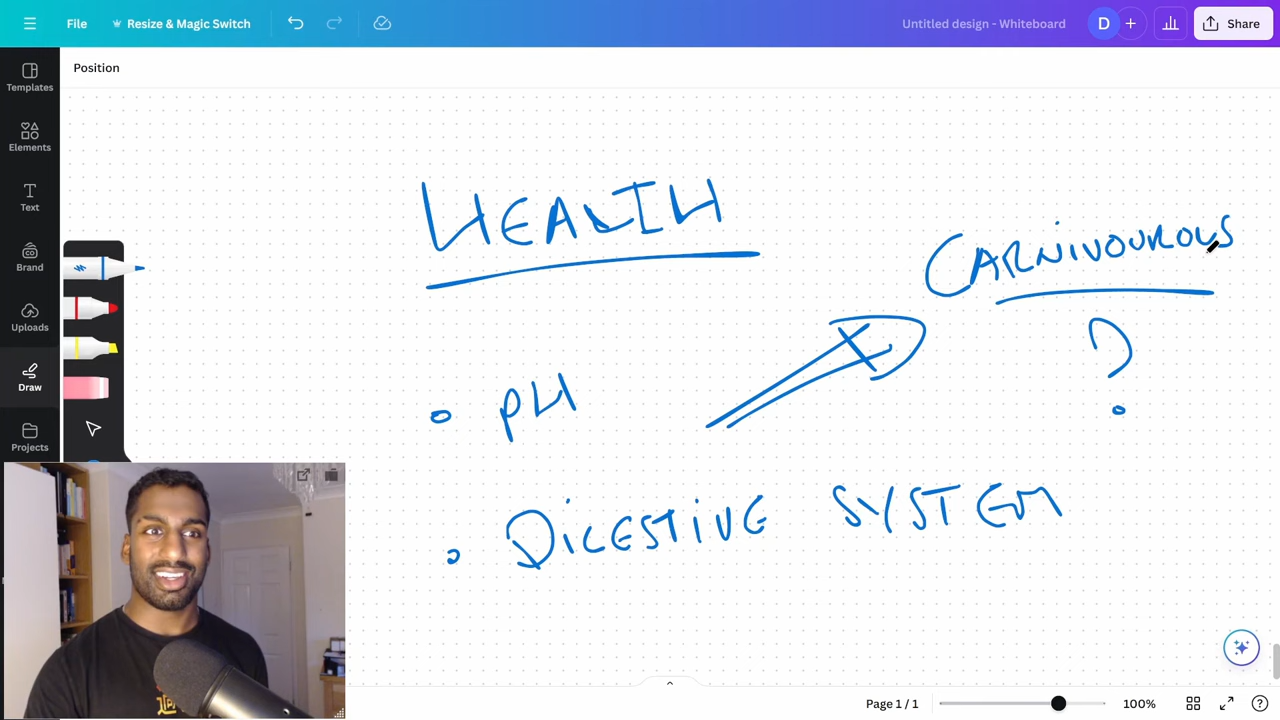 File
Resize & Magic Switch
Untitled design - Whiteboard
D
+
Share
Templates
Elements
Text
Brand
Uploads
Draw
Projects
Position
HEALTH
CARNIVOUROUS
?
• pH
• DIGESTIVE SYSTEM
Page 1 / 1
100%
?